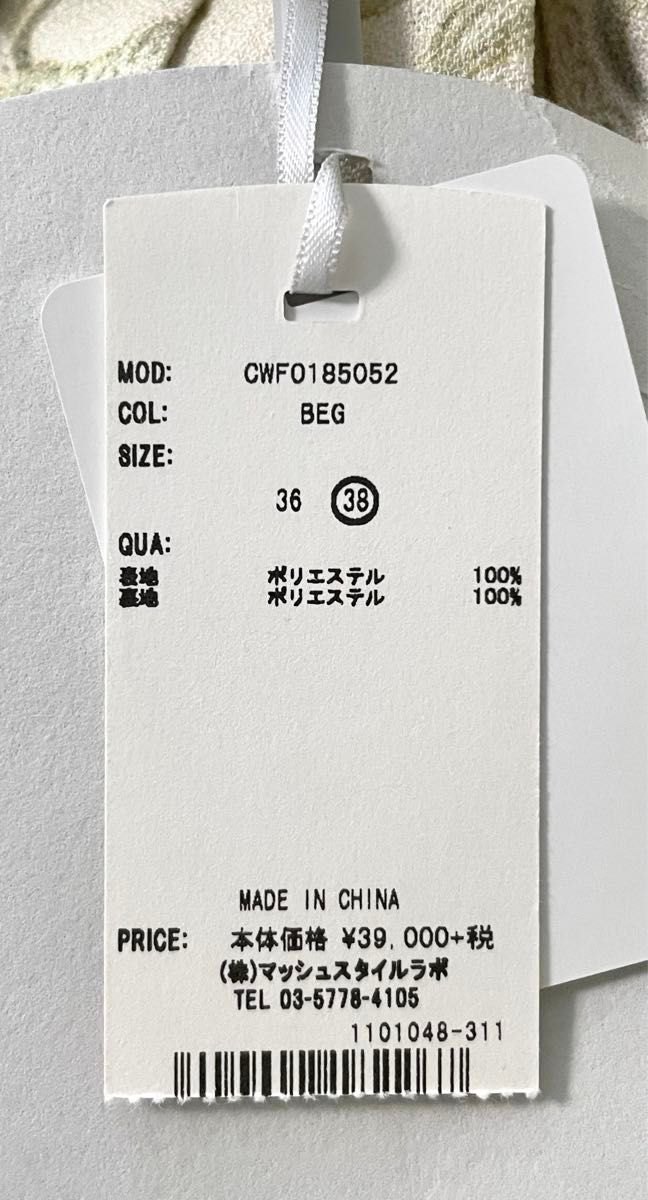 MOD: CWF0185052
COL: BEG
SIZE:
36 38
QUA:
表地 ポリエステル 100%
裏地 ポリエステル 100%
MADE IN CHINA
PRICE: 本体価格 ¥39,000+税
(株)マッシュスタイルラボ
TEL 03-5778-4105
1101048-311